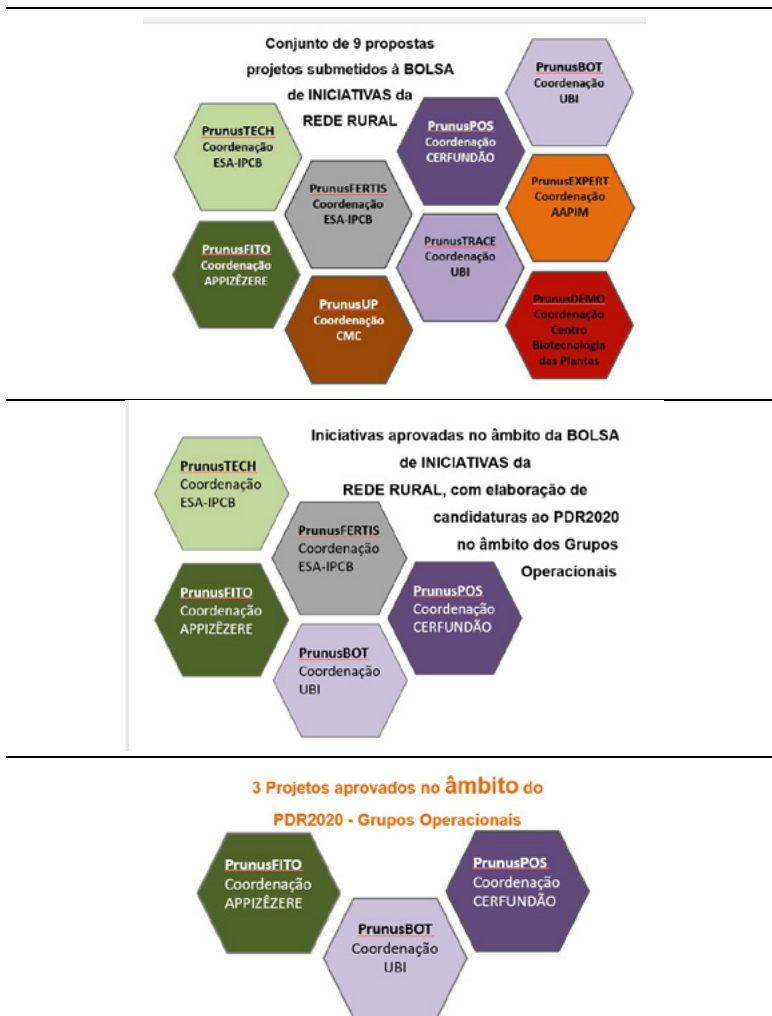 Conjunto de 9 propostas
projetos submetidos à BOLSA
de INICIATIVAS da
REDE RURAL
PrunusBOT
Coordenação
UBI
PrunusTECH
Coordenação
ESA-IPCB
PrunusPOS
Coordenação
CERFUNDÃO
PrunusFERTIS
Coordenação
ESA-IPCB
PrunusEXPERT
Coordenação
AAPIM
PrunusFITO
Coordenação
APPIZÊZERE
PrunusTRACE
Coordenação
UBI
PrunusUP
Coordenação
CMC
PrunusDEMO
Coordenação
Centro
Biotecnologia
das Plantas
Iniciativas aprovadas no âmbito da BOLSA
de INICIATIVAS da
REDE RURAL, com elaboração de
candidaturas ao PDR2020
no âmbito dos Grupos
Operacionais
PrunusTECH
Coordenação
ESA-IPCB
PrunusFERTIS
Coordenação
ESA-IPCB
PrunusFITO
Coordenação
APPIZÊZERE
PrunusPOS
Coordenação
CERFUNDÃO
PrunusBOT
Coordenação
UBI
3 Projetos aprovados no âmbito do
PDR2020 - Grupos Operacionais
PrunusFITO
Coordenação
APPIZÊZERE
PrunusPOS
Coordenação
CERFUNDÃO
PrunusBOT
Coordenação
UBI